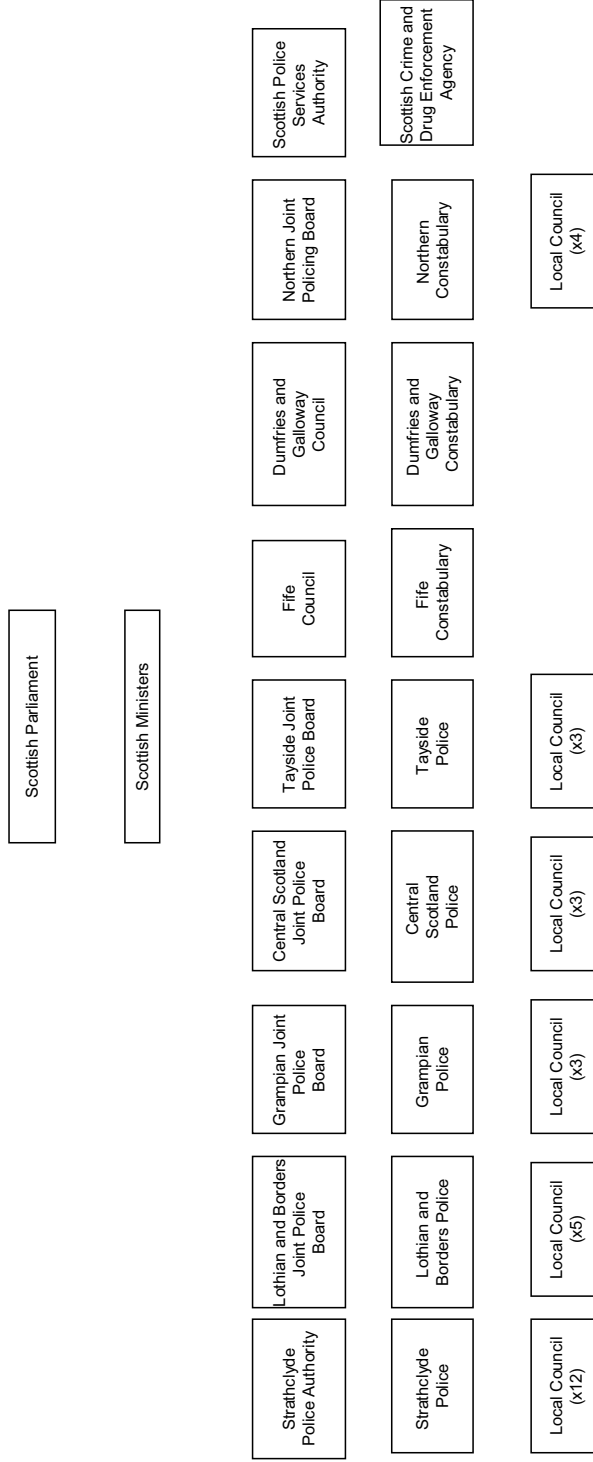 Scottish Parliament
Scottish Ministers
Strathclyde
Police Authority
Lothian and Borders
Joint Police
Board
Grampian Joint
Police
Board
Central Scotland
Joint Police
Board
Tayside Joint
Police Board
Fife
Council
Dumfries and
Galloway
Council
Northern Joint
Policing Board
Scottish Police
Services
Authority
Strathclyde
Police
Lothian and
Borders Police
Grampian
Police
Central
Scotland
Police
Tayside
Police
Fife
Constabulary
Dumfries and
Galloway
Constabulary
Northern
Constabulary
Scottish Crime and
Drug Enforcement
Agency
Local Council
(x12)
Local Council
(x5)
Local Council
(x3)
Local Council
(x3)
Local Council
(x3)
Local Council
(x4)